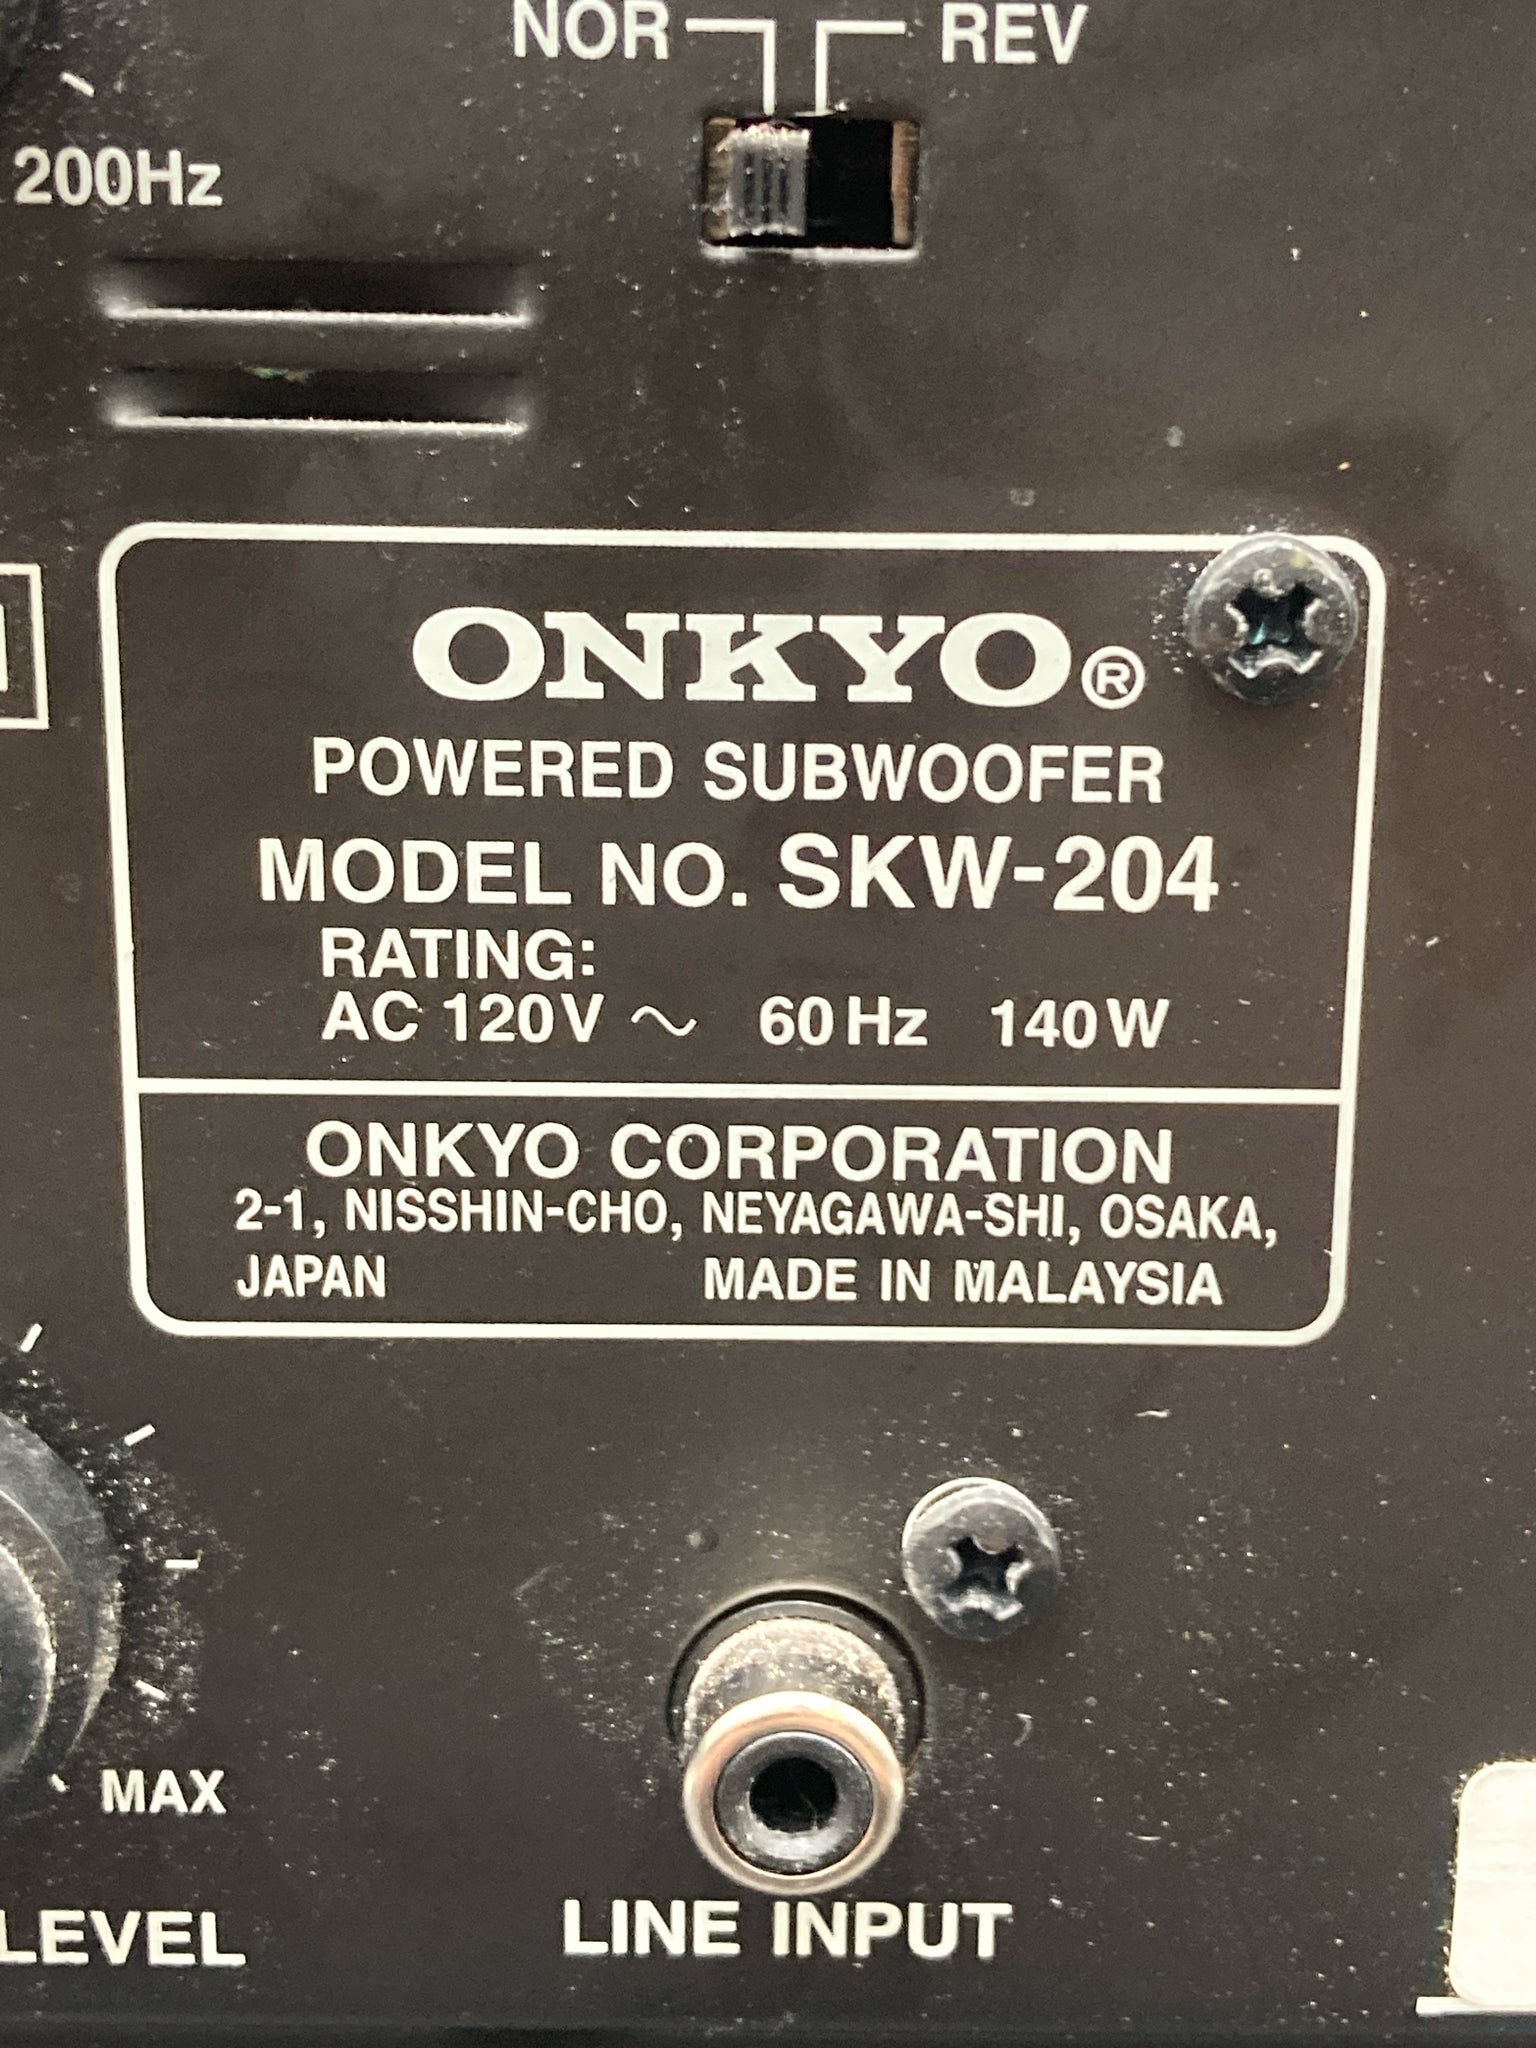 NOR REV
200Hz
ONKYO®
POWERED SUBWOOFER
MODEL NO. SKW-204
RATING:
AC 120V ～ 60Hz 140W
ONKYO CORPORATION
2-1, NISSHIN-CHO, NEYAGAWA-SHI, OSAKA,
JAPAN MADE IN MALAYSIA
MAX
LEVEL
LINE INPUT